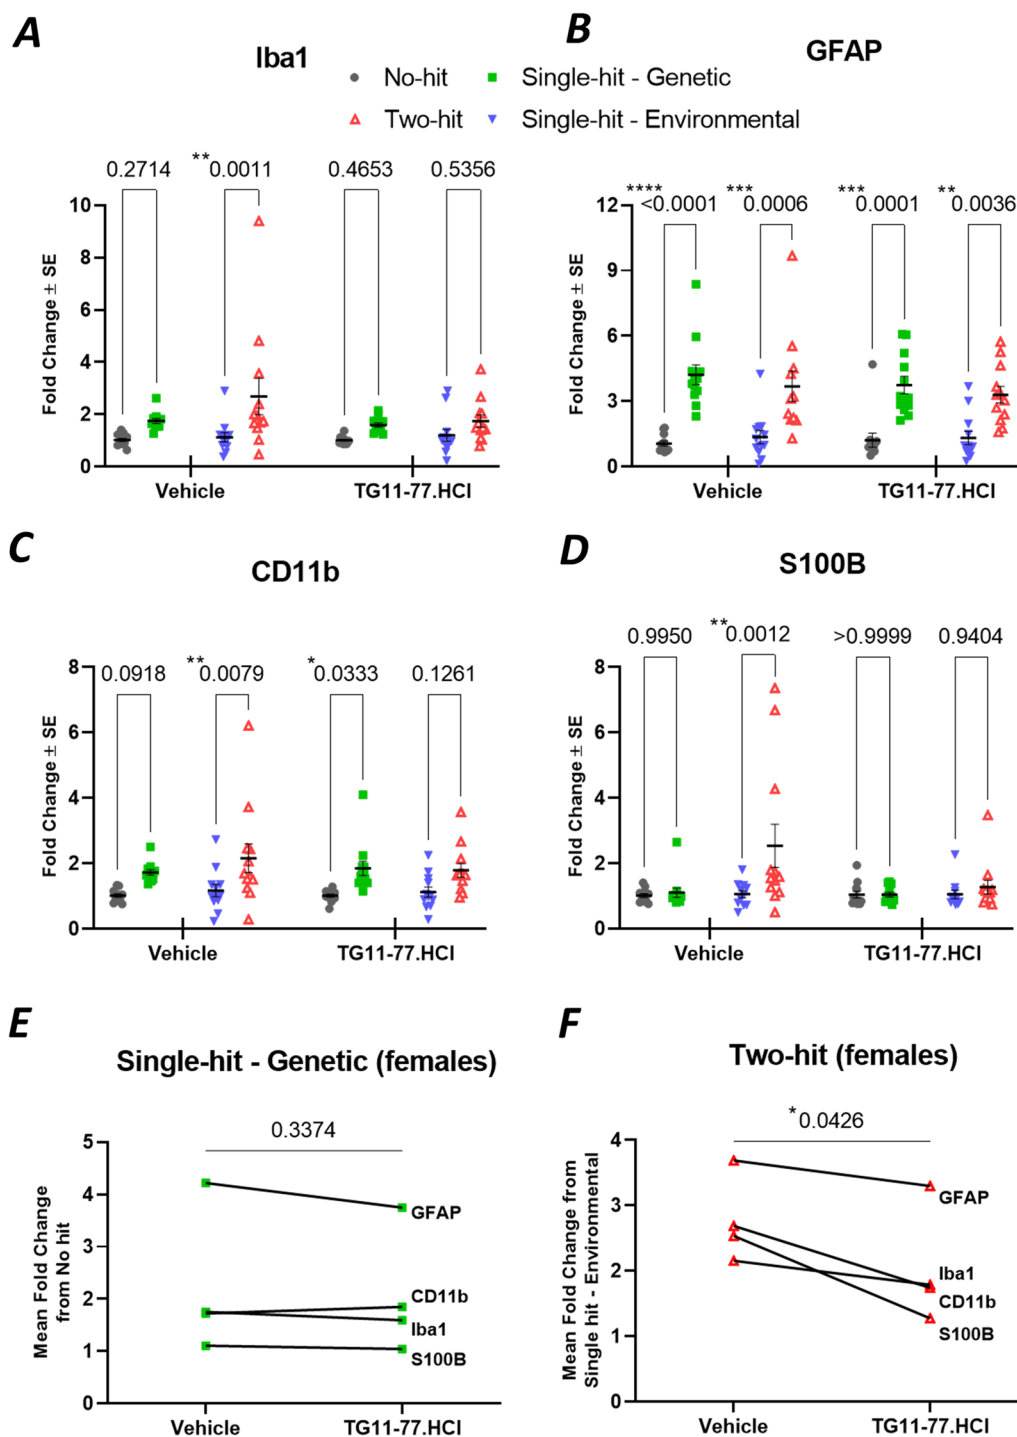 A
B
Iba1
GFAP
No-hit
Single-hit - Genetic
Two-hit
Single-hit - Environmental
0.2714
**0.0011
0.4653
0.5356
Fold Change ± SE
10
8
6
4
2
0
Vehicle
TG11-77.HCl
****<0.0001
***0.0006
***0.0001
**0.0036
Fold Change ± SE
12
9
6
3
0
Vehicle
TG11-77.HCl
C
D
CD11b
S100B
0.0918
**0.0079
*0.0333
0.1261
Fold Change ± SE
8
6
4
2
0
Vehicle
TG11-77.HCl
0.9950
**0.0012
>0.9999
0.9404
Fold Change ± SE
8
6
4
2
0
Vehicle
TG11-77.HCl
E
F
Single-hit - Genetic (females)
0.3374
Mean Fold Change
from No hit
5
4
3
2
1
0
GFAP
CD11b
Iba1
S100B
Vehicle
TG11-77.HCl
Two-hit (females)
*0.0426
Mean Fold Change from
Single hit - Environmental
4
3
2
1
0
GFAP
Iba1
CD11b
S100B
Vehicle
TG11-77.HCl